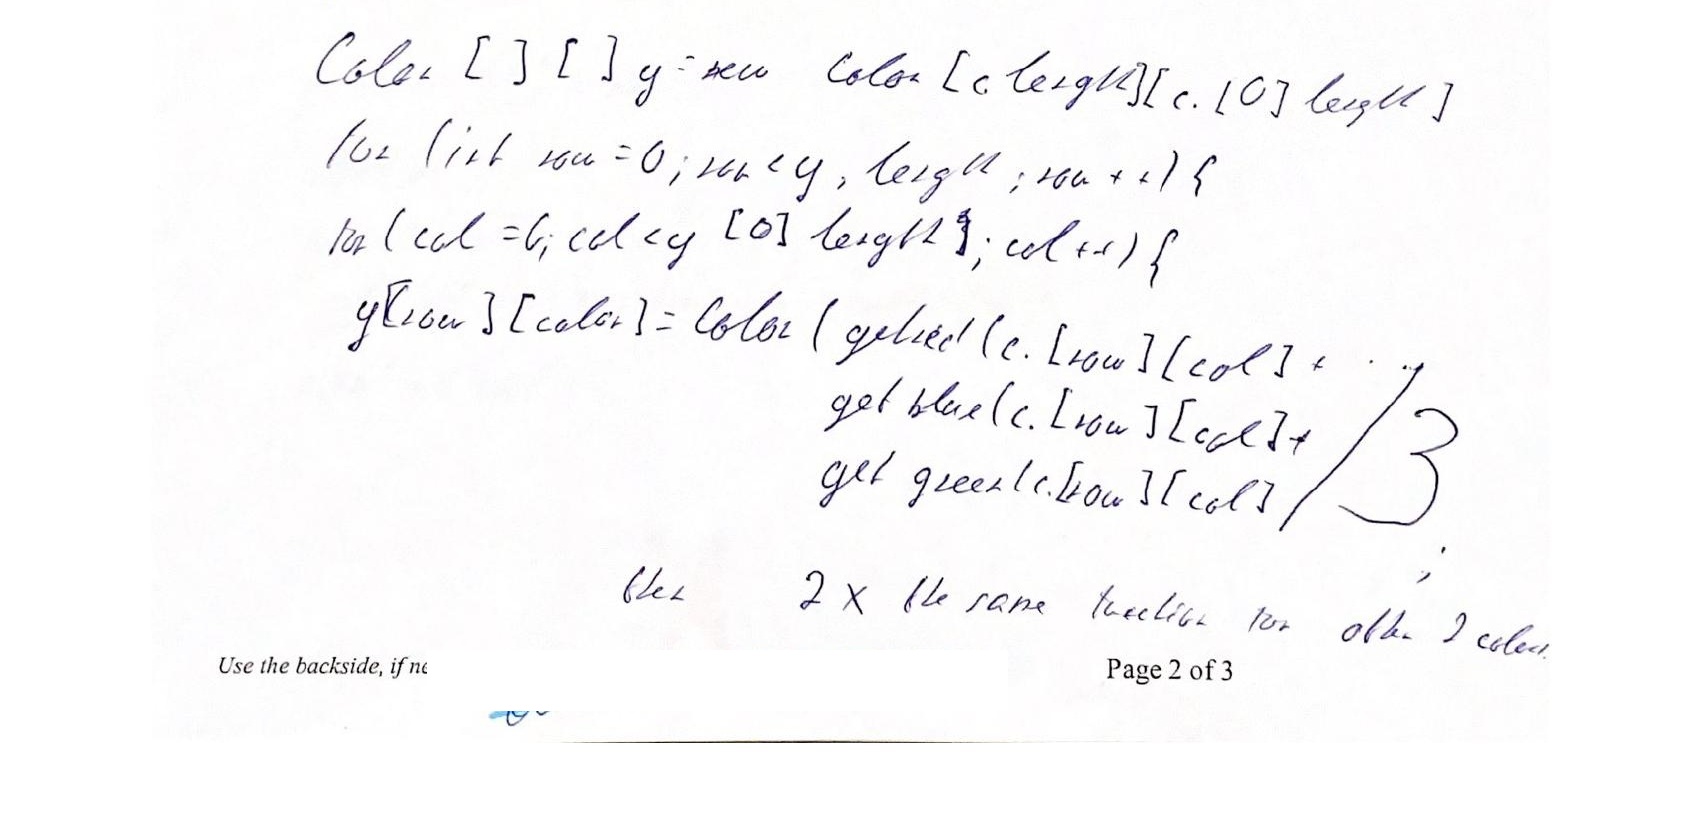 Color [ ] [ ] y = new Color [c length][c. [0] length]
for (int row = 0; row < y, length ; row ++) {
for ( col = 0; col < y [0] length ; col ++) {
y[row ] [color] = Color ( getred (c. [row ] [col ] +
get blue (c. [row ] [col] +
get green (c. [row ] [col] / 3
;
then 2 x the same function for other 2 colors.
Use the backside, if ne
Page 2 of 3